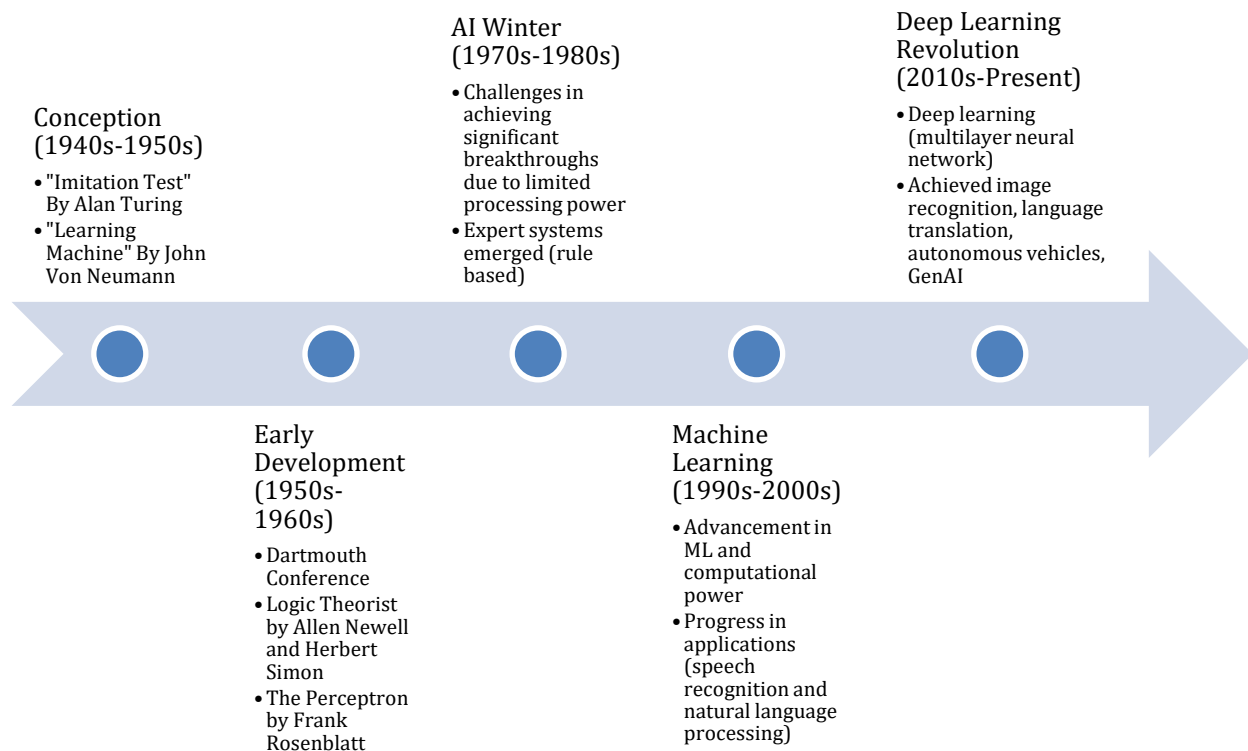 Conception
(1940s-1950s)
• "Imitation Test"
By Alan Turing
• "Learning
Machine" By John
Von Neumann
Early
Development
(1950s-
1960s)
• Dartmouth
Conference
• Logic Theorist
by Allen Newell
and Herbert
Simon
• The Perceptron
by Frank
Rosenblatt
AI Winter
(1970s-1980s)
• Challenges in
achieving
significant
breakthroughs
due to limited
processing power
• Expert systems
emerged (rule
based)
Machine
Learning
(1990s-2000s)
• Advancement in
ML and
computational
power
• Progress in
applications
(speech
recognition and
natural language
processing)
Deep Learning
Revolution
(2010s-Present)
• Deep learning
(multilayer neural
network)
• Achieved image
recognition, language
translation,
autonomous vehicles,
GenAI